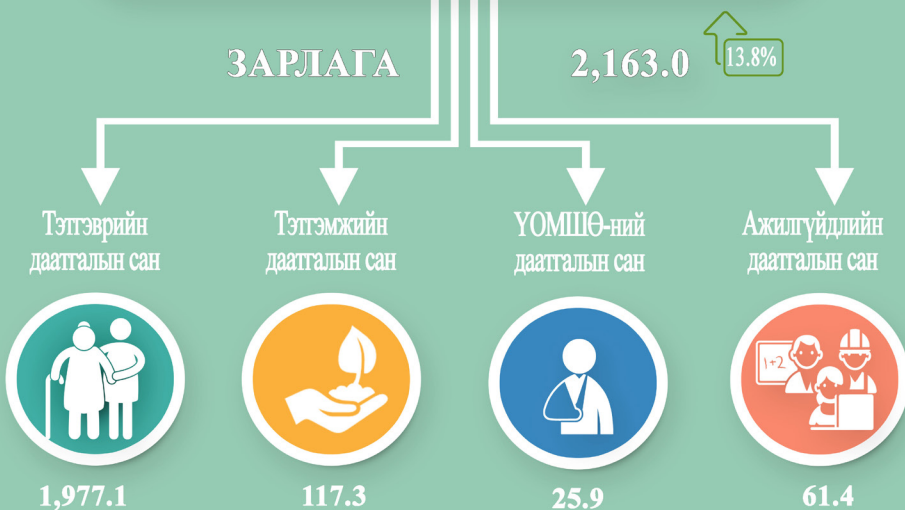 ЗАРЛАГА
2,163.0
13.8%
Тэтгэврийн
даатгалын сан
Тэтгэмжийн
даатгалын сан
ҮОМШӨ-ний
даатгалын сан
Ажилгүйдлийн
даатгалын сан
1+2
1,977.1
117.3
25.9
61.4